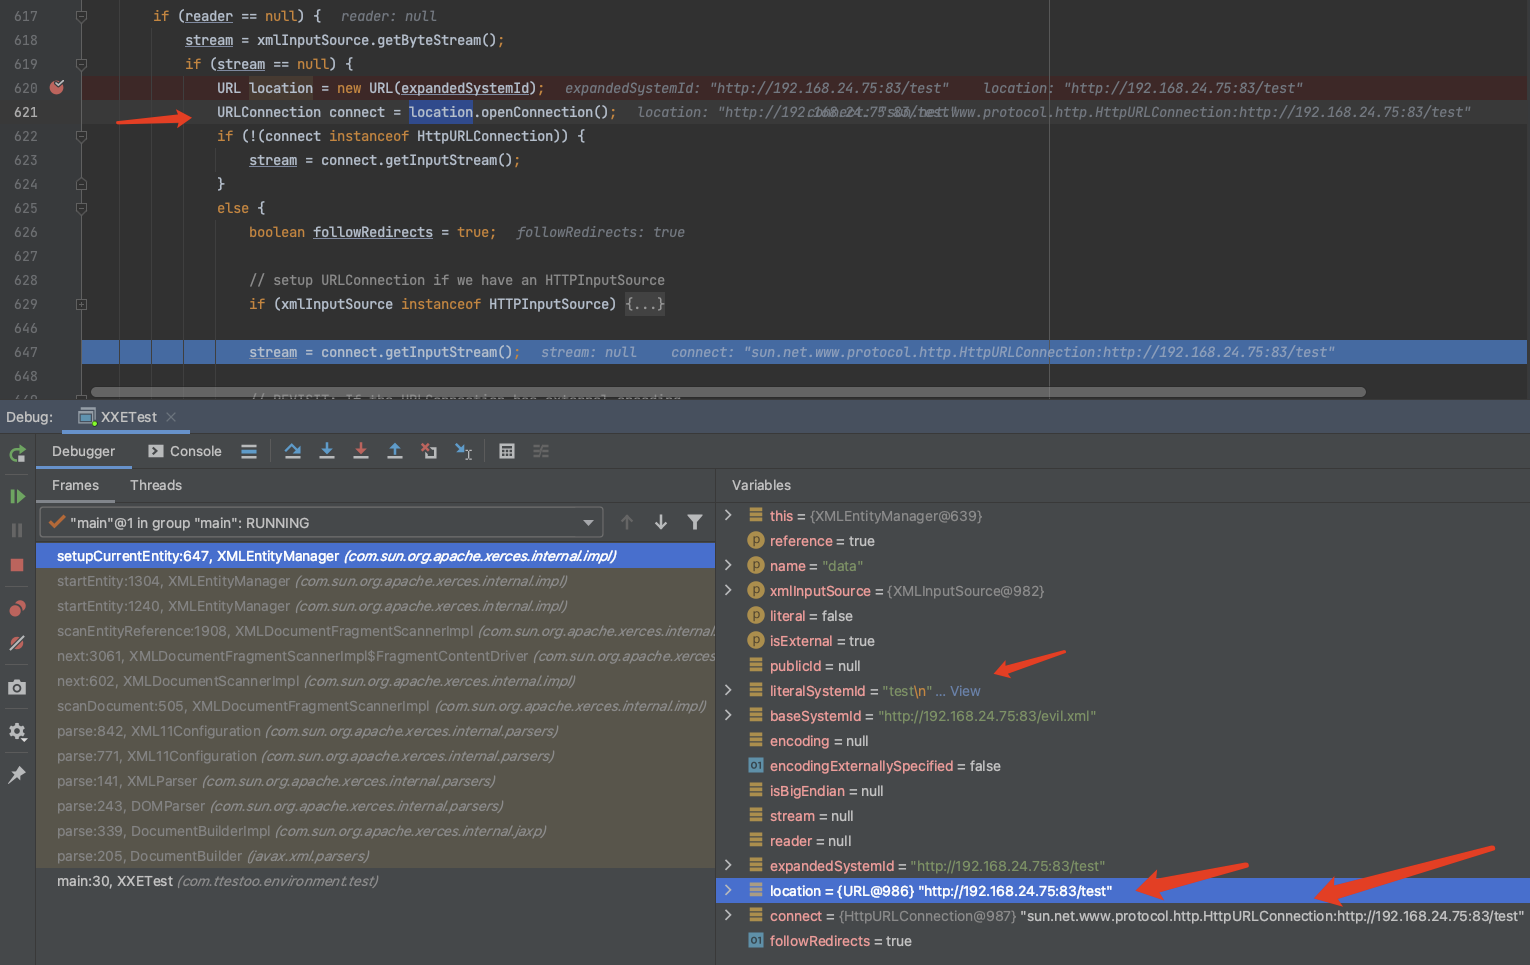 617 if (reader == null) { reader: null
618 stream = xmlInputSource.getByteStream();
619 if (stream == null) {
620 URL location = new URL(expandedSystemId); expandedSystemId: "http://192.168.24.75:83/test" location: "http://192.168.24.75:83/test"
621 URLConnection connect = location.openConnection(); location: "http://192.168.24.75:83/test" connect: "sun.net.www.protocol.http.HttpURLConnection:http://192.168.24.75:83/test"
622 if (!(connect instanceof HttpURLConnection)) {
623 stream = connect.getInputStream();
624 }
625 else {
626 boolean followRedirects = true; followRedirects: true
627
628 // setup URLConnection if we have an HTTPInputSource
629 if (xmlInputSource instanceof HTTPInputSource) {...}
646
647 stream = connect.getInputStream(); stream: null connect: "sun.net.www.protocol.http.HttpURLConnection:http://192.168.24.75:83/test"
648
Debug: XXETest
Debugger Console
Frames Threads
"main"@1 in group "main": RUNNING
setupCurrentEntity:647, XMLEntityManager (com.sun.org.apache.xerces.internal.impl)
startEntity:1304, XMLEntityManager (com.sun.org.apache.xerces.internal.impl)
startEntity:1240, XMLEntityManager (com.sun.org.apache.xerces.internal.impl)
scanEntityReference:1908, XMLDocumentFragmentScannerImpl (com.sun.org.apache.xerces.internal.
next:3061, XMLDocumentFragmentScannerImpl$FragmentContentDriver (com.sun.org.apache.xerces
next:602, XMLDocumentScannerImpl (com.sun.org.apache.xerces.internal.impl)
scanDocument:505, XMLDocumentFragmentScannerImpl (com.sun.org.apache.xerces.internal.impl)
parse:842, XML11Configuration (com.sun.org.apache.xerces.internal.parsers)
parse:771, XML11Configuration (com.sun.org.apache.xerces.internal.parsers)
parse:141, XMLParser (com.sun.org.apache.xerces.internal.parsers)
parse:243, DOMParser (com.sun.org.apache.xerces.internal.parsers)
parse:339, DocumentBuilderImpl (com.sun.org.apache.xerces.internal.jaxp)
parse:205, DocumentBuilder (javax.xml.parsers)
main:30, XXETest (com.ttestoo.environment.test)
Variables
this = {XMLEntityManager@639}
reference = true
name = "data"
xmlInputSource = {XMLInputSource@982}
literal = false
isExternal = true
publicId = null
literalSystemId = "test\n" ... View
baseSystemId = "http://192.168.24.75:83/evil.xml"
encoding = null
encodingExternallySpecified = false
isBigEndian = null
stream = null
reader = null
expandedSystemId = "http://192.168.24.75:83/test"
location = {URL@986} "http://192.168.24.75:83/test"
connect = {HttpURLConnection@987} "sun.net.www.protocol.http.HttpURLConnection:http://192.168.24.75:83/test"
followRedirects = true